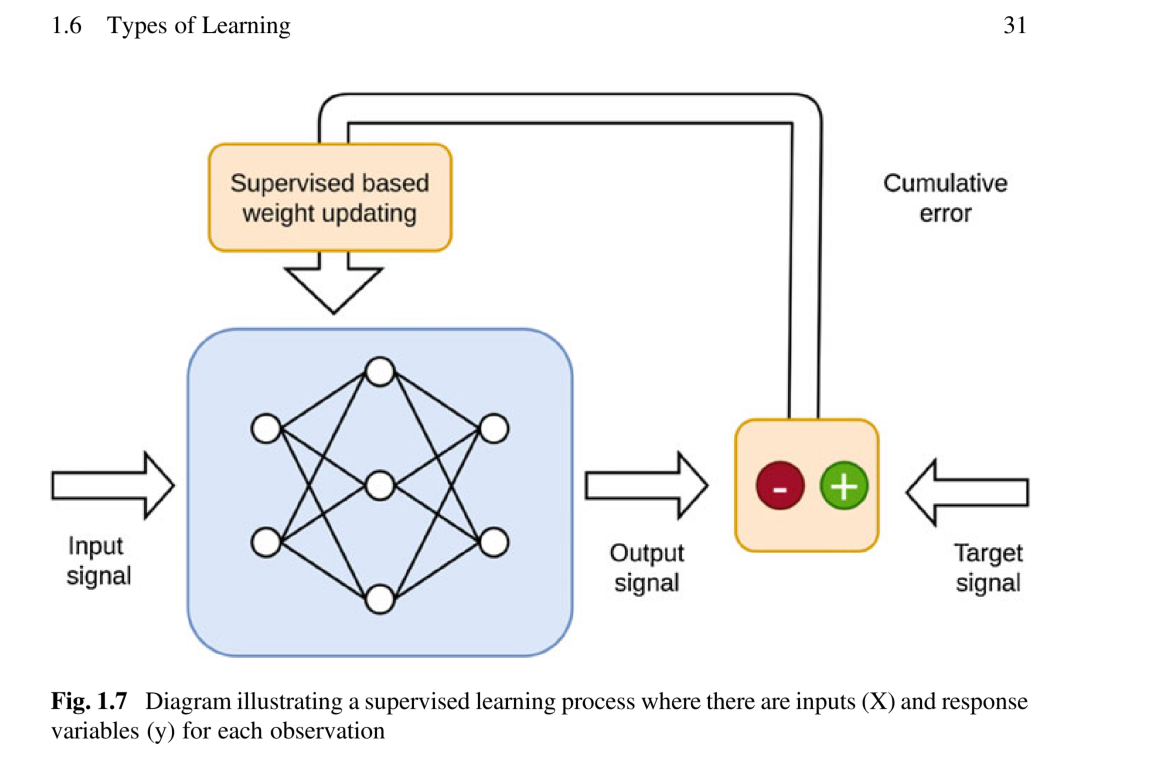 1.6 Types of Learning
31
Supervised based
weight updating
Cumulative
error
Input
signal
Output
signal
-
+
Target
signal
Fig. 1.7 Diagram illustrating a supervised learning process where there are inputs (X) and response
variables (y) for each observation